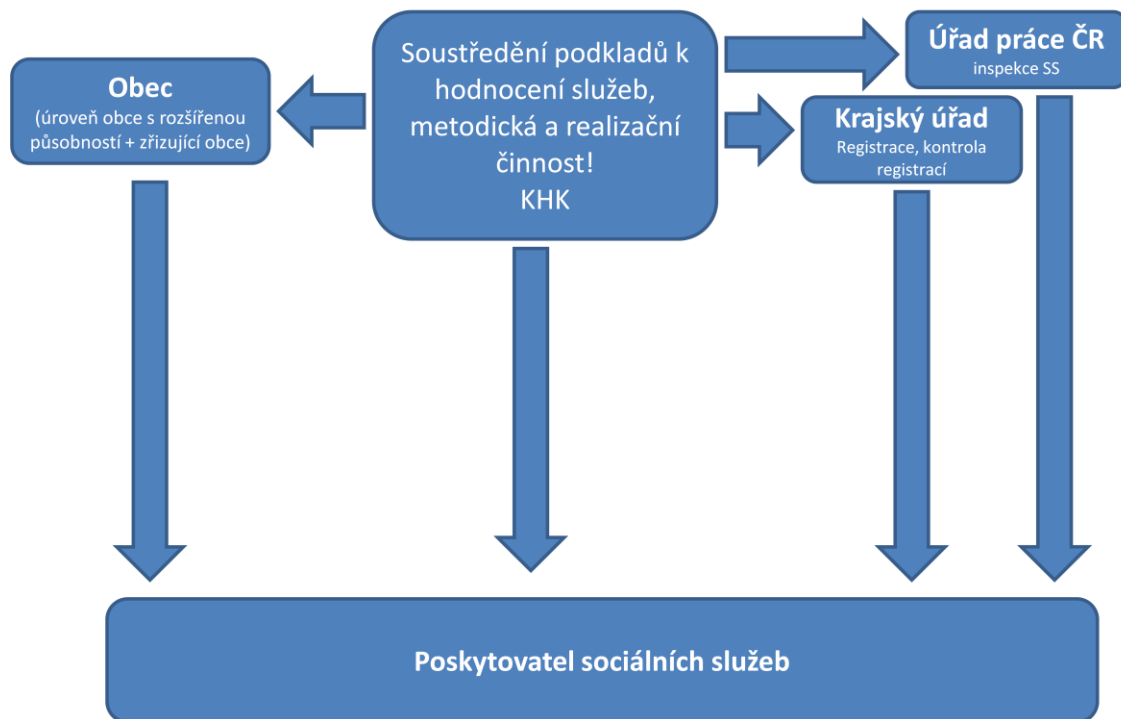 Obec
(úroveň obce s rozšířenou
působností + zřizující obce)
Soustředění podkladů k
hodnocení služeb,
metodická a realizační
činnost!
KHK
Úřad práce ČR
inspekce SS
Krajský úřad
Registrace, kontrola
registrací
Poskytovatel sociálních služeb